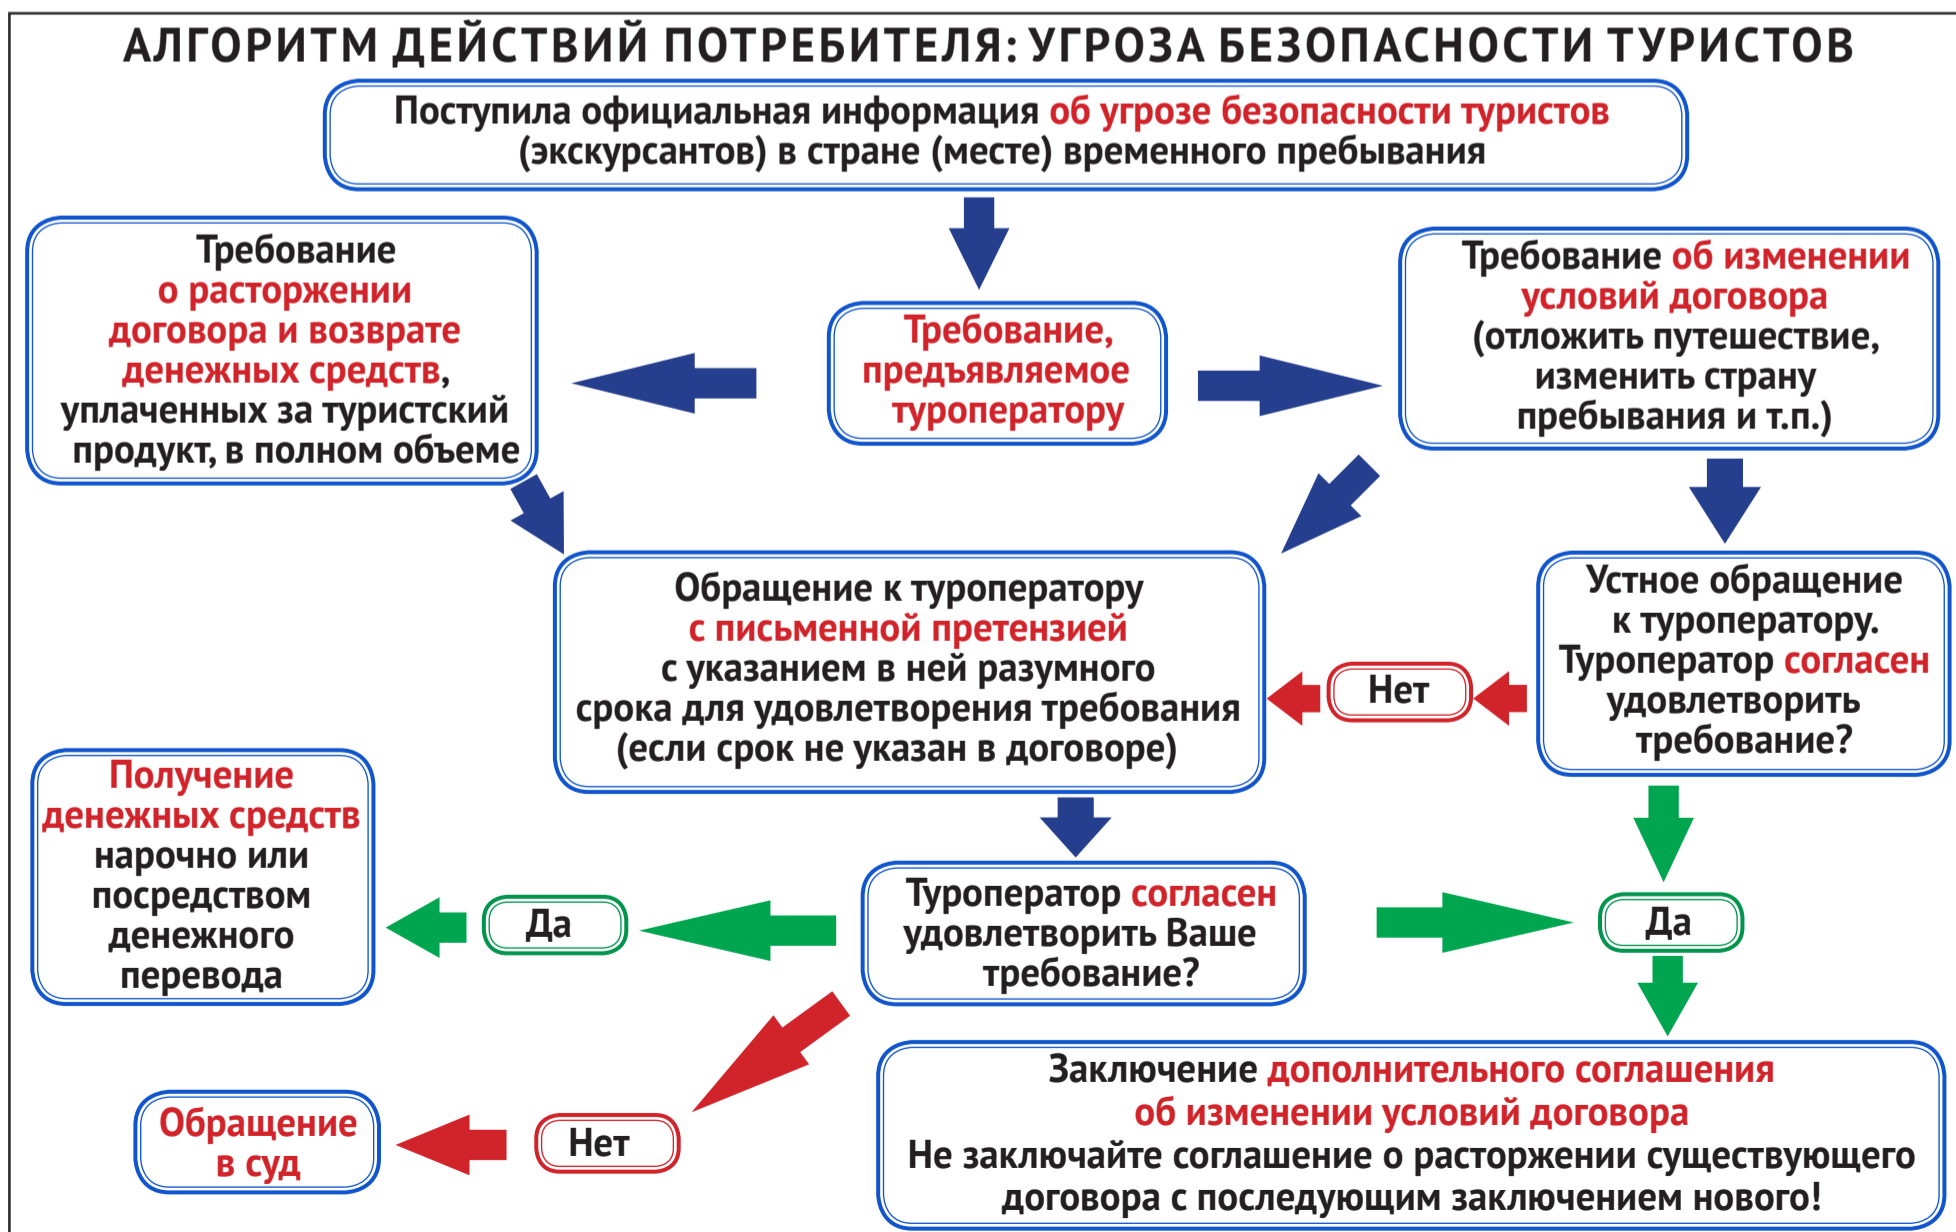 АЛГОРИТМ ДЕЙСТВИЙ ПОТРЕБИТЕЛЯ: УГРОЗА БЕЗОПАСНОСТИ ТУРИСТОВ
Поступила официальная информация об угрозе безопасности туристов
(экскурсантов) в стране (месте) временного пребывания
Требование
о расторжении
договора и возврате
денежных средств,
уплаченных за туристский
продукт, в полном объеме
Требование,
предъявляемое
туроператору
Требование об изменении
условий договора
(отложить путешествие,
изменить страну
пребывания и т.п.)
Обращение к туроператору
с письменной претензией
с указанием в ней разумного
срока для удовлетворения требования
(если срок не указан в договоре)
Нет
Устное обращение
к туроператору.
Туроператор согласен
удовлетворить
требование?
Получение
денежных средств
нарочно или
посредством
денежного
перевода
Да
Туроператор согласен
удовлетворить Ваше
требование?
Да
Обращение
в суд
Нет
Заключение дополнительного соглашения
об изменении условий договора
Не заключайте соглашение о расторжении существующего
договора с последующим заключением нового!